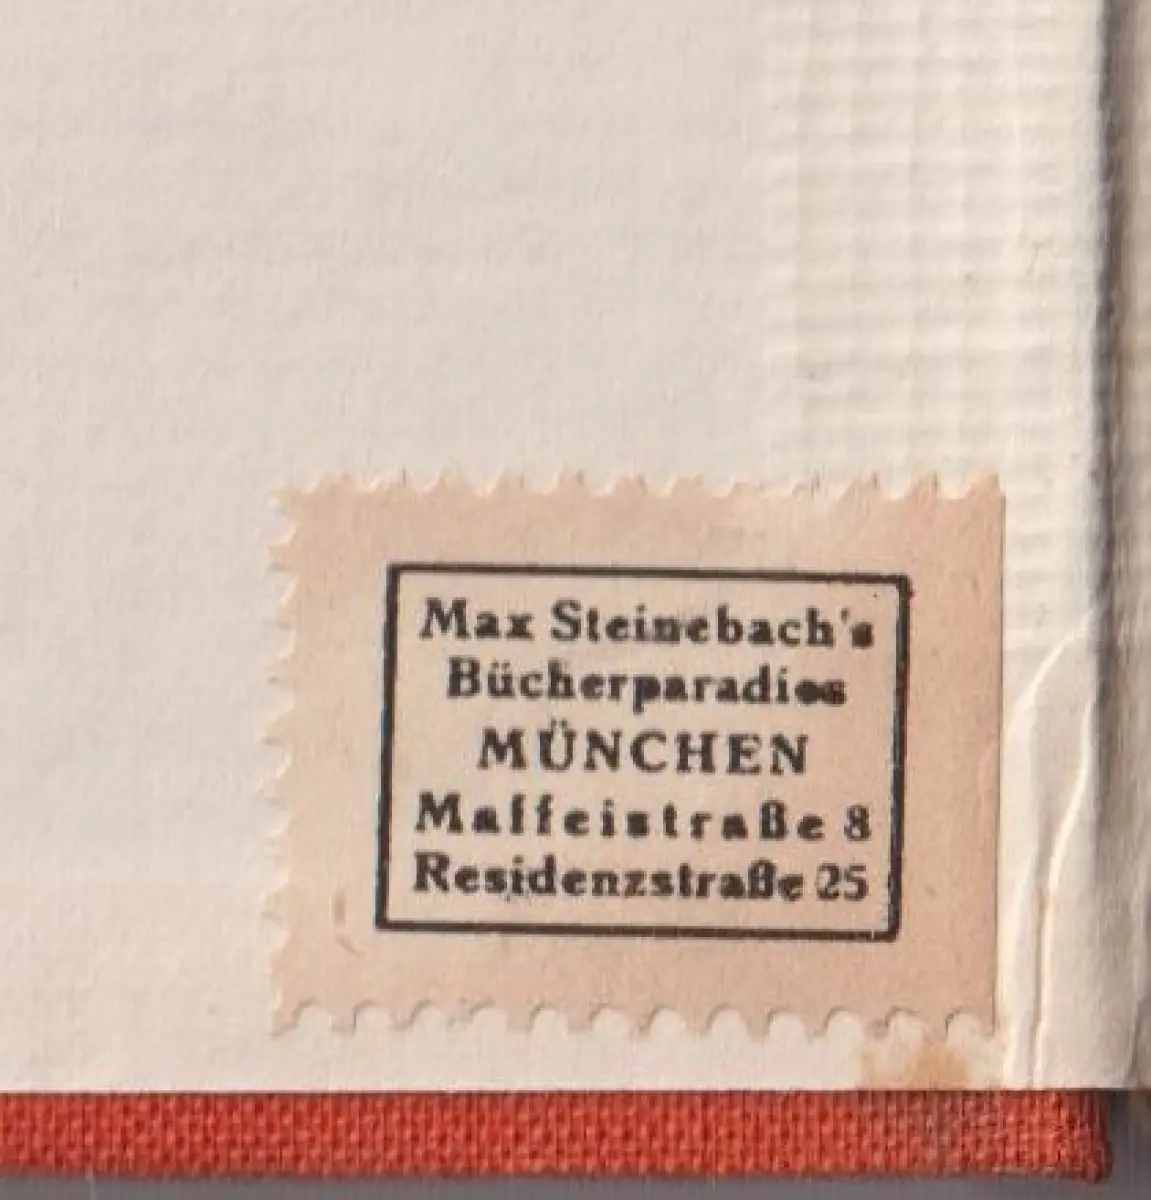 Max Steinebach's
Bücherparadies
MÜNCHEN
Maffeistraße 8
Residenzstraße 25